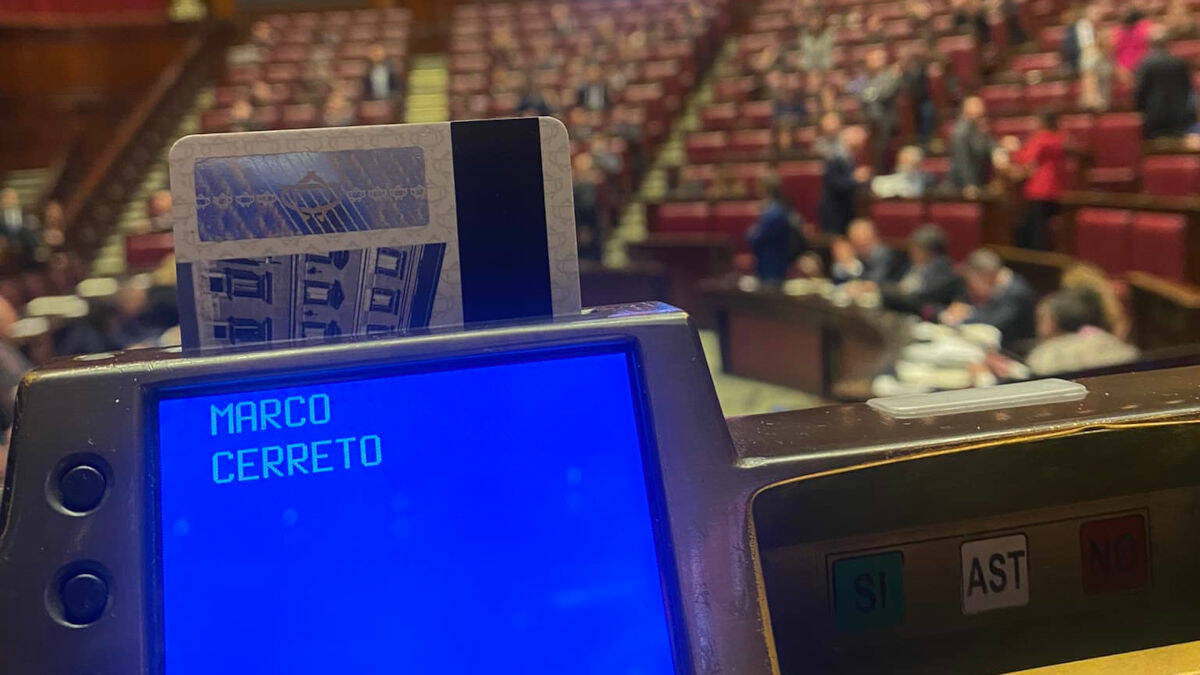 MARCO
CERRETO
SI
AST
NO